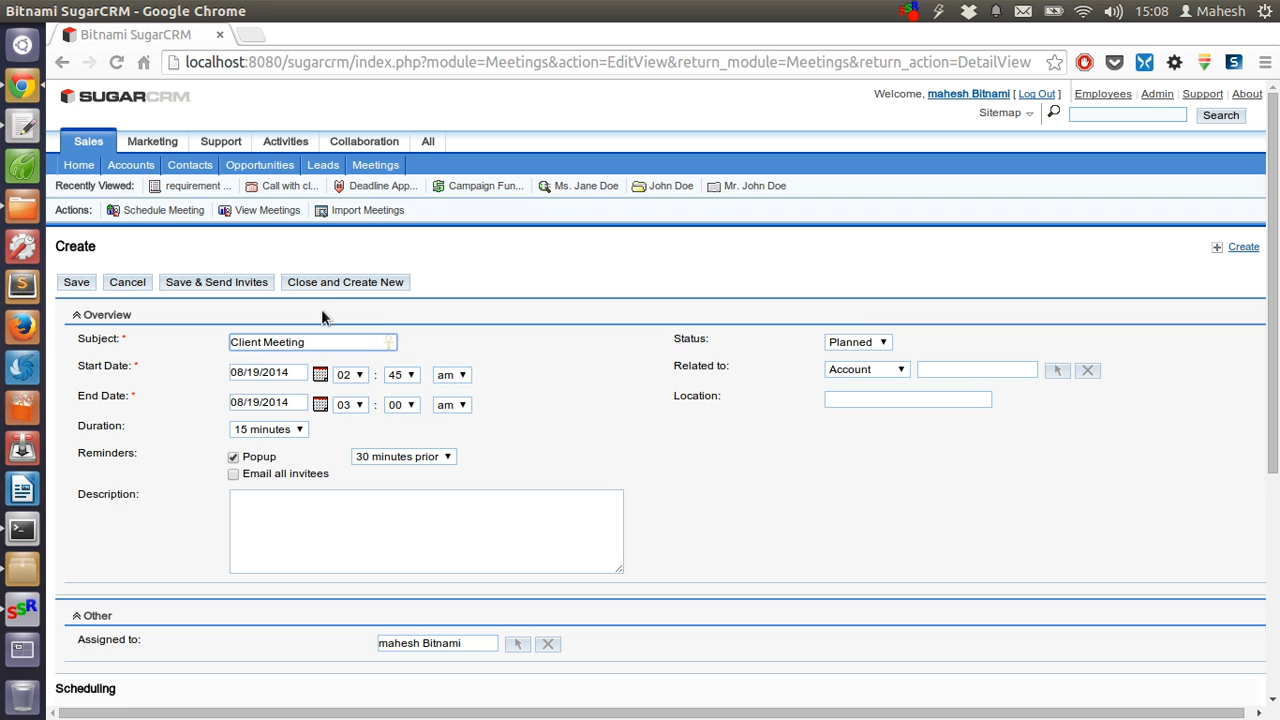 Bitnami SugarCRM - Google Chrome 15:08 Mahesh
Bitnami SugarCRM ×
localhost:8080/sugarcrm/index.php?module=Meetings&action=EditView&return_module=Meetings&return_action=DetailView
SUGARCRM Welcome, mahesh Bitnami [ Log Out ] Employees Admin Support About
Sitemap Search
Sales Marketing Support Activities Collaboration All
Home Accounts Contacts Opportunities Leads Meetings
Recently Viewed: requirement ... Call with cl... Deadline App... Campaign Fun... Ms. Jane Doe John Doe Mr. John Doe
Actions: Schedule Meeting View Meetings Import Meetings
Create Create
Save Cancel Save & Send Invites Close and Create New
Overview
Subject: * Client Meeting Status: Planned
Start Date: * 08/19/2014 02 : 45 am Related to: Account
End Date: * 08/19/2014 03 : 00 am Location:
Duration: 15 minutes
Reminders: Popup 30 minutes prior
Email all invitees
Description:
Other
Assigned to: mahesh Bitnami
Scheduling